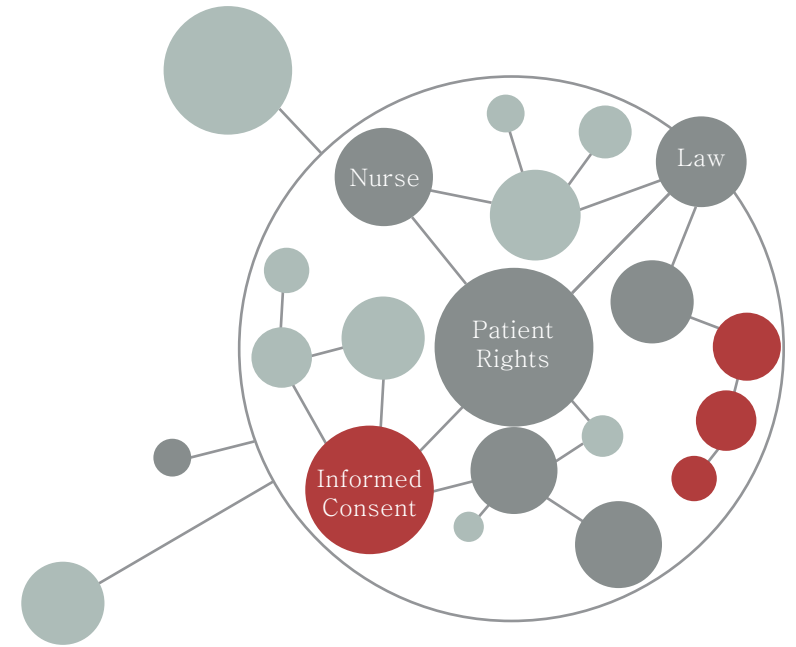 Nurse
Law
Patient
Rights
Informed
Consent